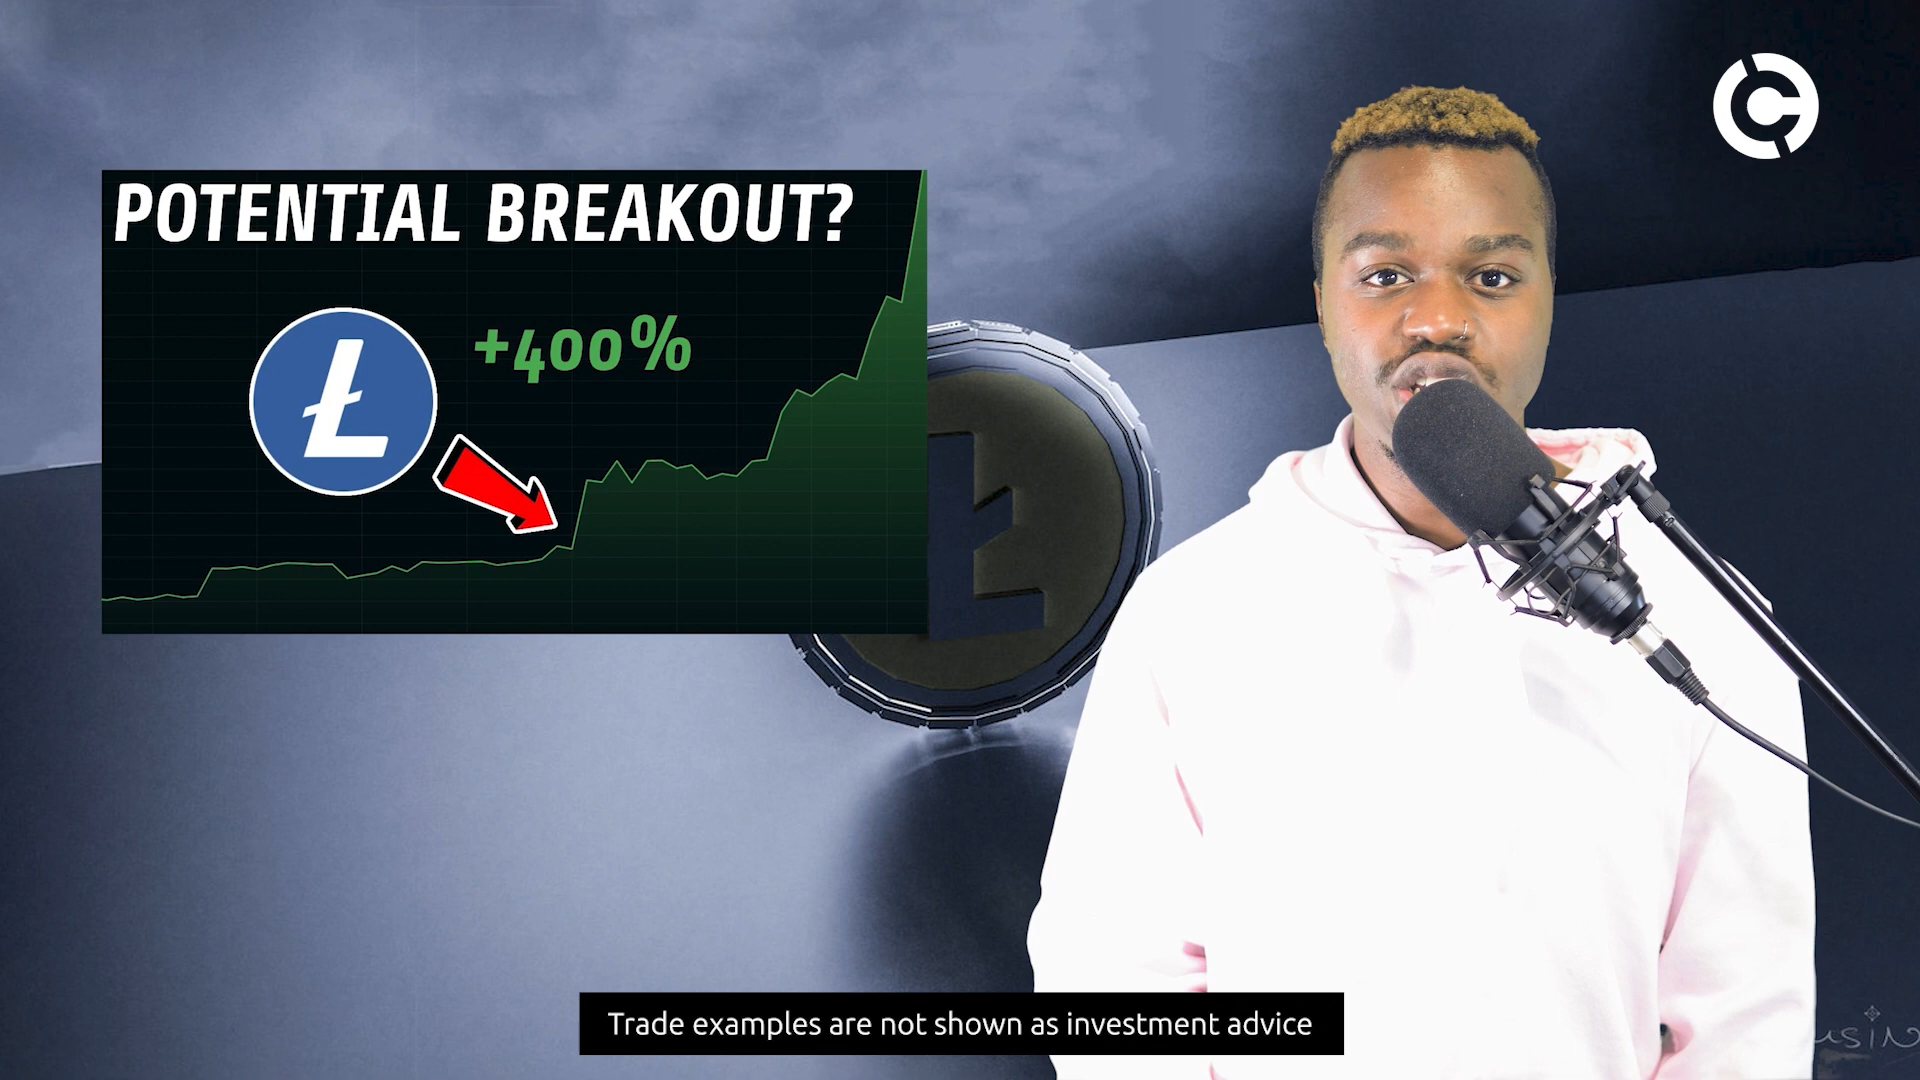 POTENTIAL BREAKOUT?
+400%
Trade examples are not shown as investment advice